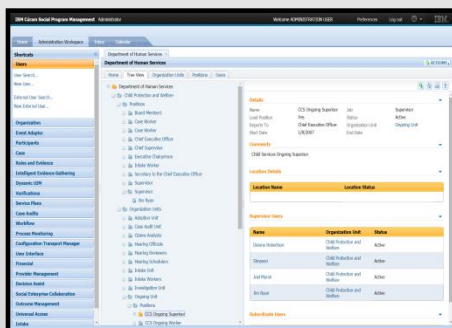 IBM Cúram Social Program Management Administrator
Welcome ADMINISTRATION USER Preferences Log out IBM
Home Administration Workspace Inbox Calendar
Shortcuts
Users
User Search...
New User...
External User Search...
New External User...
Organization
Event Adaptor
Participants
Case
Rules and Evidence
Intelligent Evidence Gathering
Dynamic UIM
Verifications
Service Plans
Case Audits
Workflow
Process Monitoring
Configuration Transport Manager
User Interface
Financial
Provider Management
Decision Assist
Social Enterprise Collaboration
Outcome Management
Universal Access
Intake
Department of Human Services
Department of Human Services
ACTIONS
Home Tree View Organization Units Positions Users
Department of Human Services
Child Protection and Welfare
Positions
Board Members
Case Worker
Case Worker
Chief Executive Officer
Chief Supervisor
Executive Chairperson
Intake Worker
Secretary to the Chief Executive Officer
Supervisor
Supervisor
Organization Units
Adoption Unit
Case Audit Unit
Claims Analysts
Hearing Officials
Hearing Reviewers
Hearing Schedulers
Intake Unit
Intake Workers
Investigation Unit
Ongoing Unit
Positions
CCS Ongoing Supervisor
CCS Ongoing Worker
Details
Name CCS Ongoing Supervisor Job Supervisor
Lead Position Yes Status Active
Reports To Chief Executive Officer Organization Unit Ongoing Unit
Start Date 1/8/2007 End Date
Comments
Child Services Ongoing Supervisor
Location Details
Location Name Location Status
Supervisor Users
Name Organization Unit Status
Child Protection and Welfare Active
Simpson Child Protection and Welfare Active
Child Protection and Welfare Active
Child Protection and Welfare Active
Subordinate Users